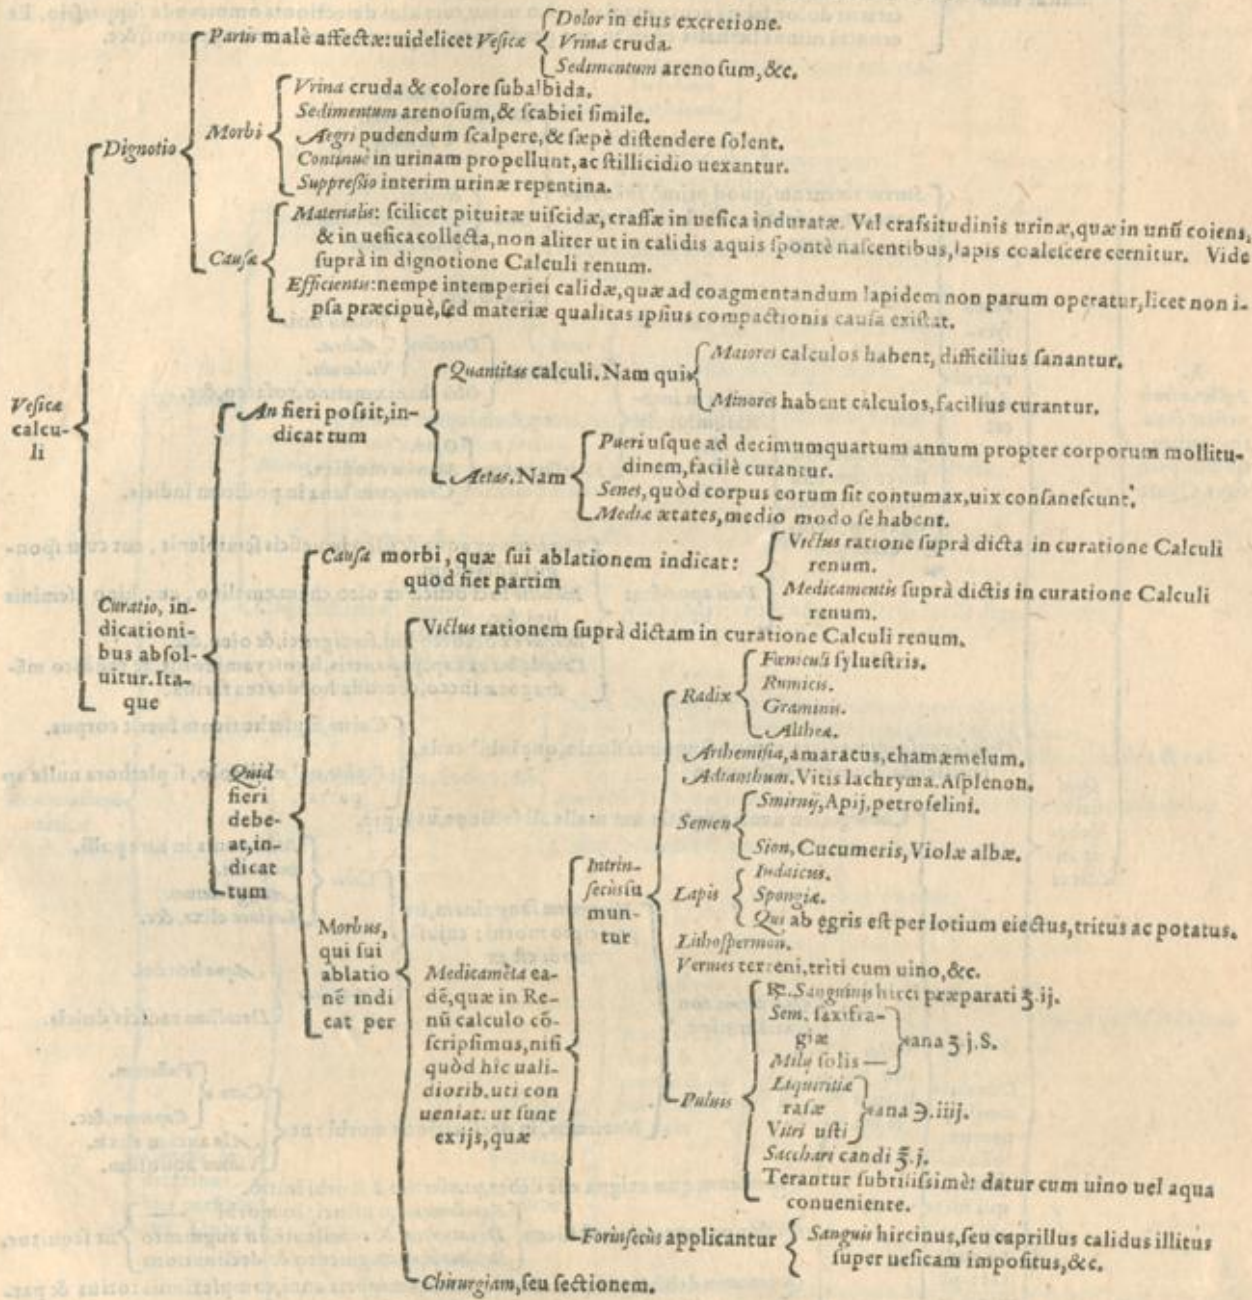 Vesicæ
calcu-
li
Dignotio
Partis malè affectæ: uidelicet Vesicæ
Dolor in eius excretione.
Vrina cruda.
Sedimentum arenosum, &c.
Morbi
Vrina cruda & colore subalbida.
Sedimentum arenosum, & scabiei simile.
Aegri pudendum scalpere, & sæpè distendere solent.
Continuè in urinam propellunt, ac stillicidio uexantur.
Suppressio interim urinæ repentina.
Causæ
Materialis: scilicet pituitæ uiscidæ, crassæ in uesica induratæ. Vel crassitudinis urinæ, quæ in unũ coiens,
& in uesica collecta, non aliter ut in calidis aquis spontè nascentibus, lapis coalescere cernitur. Vide
suprà in dignotione Calculi renum.
Efficientis: nempe intemperiei calidæ, quæ ad coagmentandum lapidem non parum operatur, licet non i-
psa præcipuè, sed materiæ qualitas ipsius compactionis causa existat.
Curatio, in-
dicationi-
bus absol-
uitur. Ita-
que
An fieri possit, in-
dicat tum
Quantitas calculi. Nam qui
Maiores calculos habent, difficilius sanantur.
Minores habent calculos, facilius curantur.
Aetas. Nam
Pueri usque ad decimumquartum annum propter corporum mollitu-
dinem, facilè curantur.
Senes, quòd corpus eorum sit contumax, uix consanescunt.
Mediæ ætates, medio modo se habent.
Quid
fieri
debe-
at, in-
dicat
tum
Causa morbi, quæ sui ablationem indicat:
quod fiet partim
Victus ratione suprà dicta in curatione Calculi
renum.
Medicamentis suprà dictis in curatione Calculi
renum.
Morbus,
qui sui
ablatio
nẽ indi
cat per
Victus rationem suprà dictam in curatione Calculi renum.
Medicamẽta ea-
dẽ, quæ in Re-
nũ calculo cõ-
scripsimus, nisi
quòd hic uali-
diorib. uti con
ueniat. ut sunt
ex ijs, quæ
Intrin-
secùs su
mun-
tur
Radix
Fœniculi syluestris.
Rumicis.
Graminis.
Altheæ.
Arthemisia, amaracus, chamæmelum.
Adianthum. Vitis lachryma. Asplenon.
Semen
Smirnij, Apij, petroselini.
Sion, Cucumeris, Violæ albæ.
Lapis
Iudaicus.
Spongiæ.
Qui ab ęgris est per lotium eiectus, tritus ac potatus.
Lithospermon.
Vermes terreni, triti cum uino, &c.
Puluis
℞. Sanguinis hirci præparati ʒ. ij.
Sem. saxifra-
giæ
Milij solis —
ana ʒ j. S.
Liquiritiæ
rasæ
Vitri usti
ana ℈. iiij.
Sacchari candi ℥. j.
Terantur subtilissimè: datur cum uino uel aqua
conueniente.
Forinsecùs applicantur
Sanguis hircinus, seu caprillus calidus illitus
super uesicam impositus, &c.
Chirurgiam, seu sectionem.